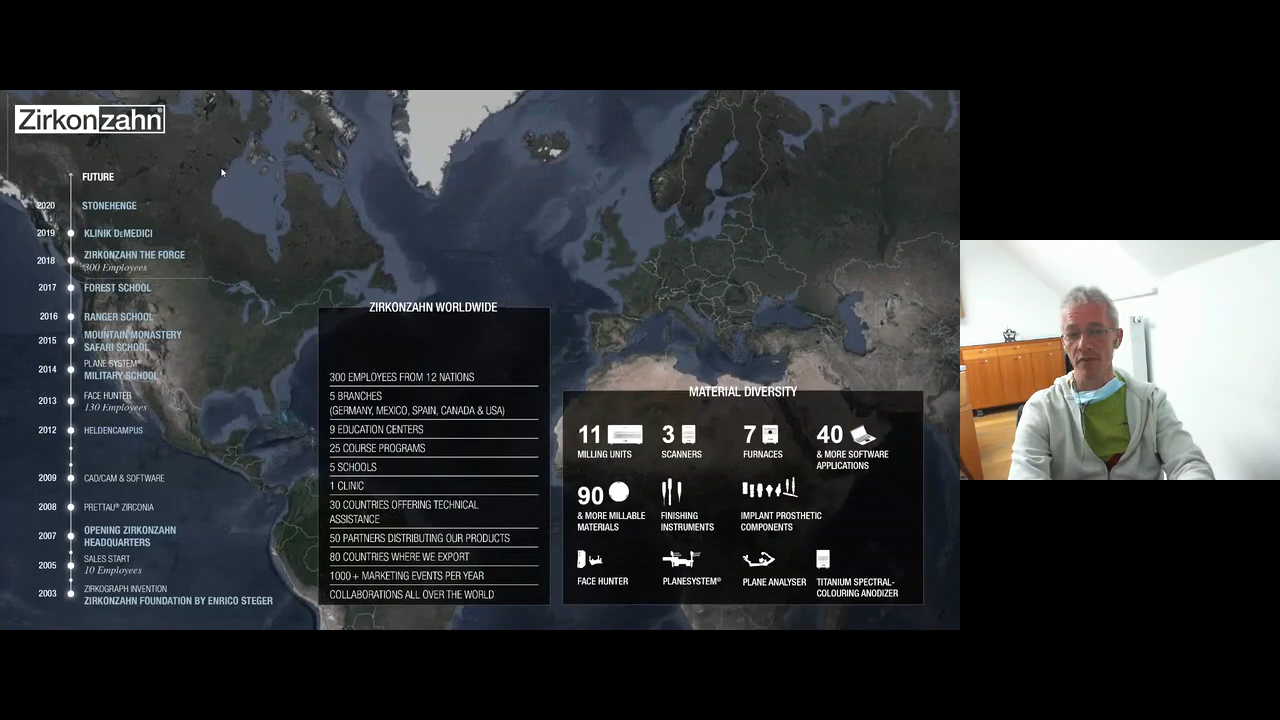 Zirkonzahn®
FUTURE
2020 STONEHENGE
2019 KLINIK DEMEDICI
2018 ZIRKONZAHN THE FORGE
300 Employees
2017 FOREST SCHOOL
2016 RANGER SCHOOL
2015 MOUNTAIN MONASTERY
SAFARI SCHOOL
2014 PLANE SYSTEM®
MILITARY SCHOOL
2013 FACE HUNTER
130 Employees
2012 HELDENCAMPUS
2009 CAD/CAM & SOFTWARE
2008 PRETTAU® ZIRCONIA
2007 OPENING ZIRKONZAHN
HEADQUARTERS
2005 SALES START
10 Employees
2003 ZIRKOGRAPH INVENTION
ZIRKONZAHN FOUNDATION BY ENRICO STEGER
ZIRKONZAHN WORLDWIDE
300 EMPLOYEES FROM 12 NATIONS
5 BRANCHES
(GERMANY, MEXICO, SPAIN, CANADA & USA)
9 EDUCATION CENTERS
25 COURSE PROGRAMS
5 SCHOOLS
1 CLINIC
30 COUNTRIES OFFERING TECHNICAL
ASSISTANCE
50 PARTNERS DISTRIBUTING OUR PRODUCTS
80 COUNTRIES WHERE WE EXPORT
1000 + MARKETING EVENTS PER YEAR
COLLABORATIONS ALL OVER THE WORLD
MATERIAL DIVERSITY
11
MILLING UNITS
3
SCANNERS
7
FURNACES
40
& MORE SOFTWARE
APPLICATIONS
90
& MORE MILLABLE
MATERIALS
FINISHING
INSTRUMENTS
IMPLANT PROSTHETIC
COMPONENTS
FACE HUNTER
PLANESYSTEM®
PLANE ANALYSER
TITANIUM SPECTRAL-
COLOURING ANODIZER